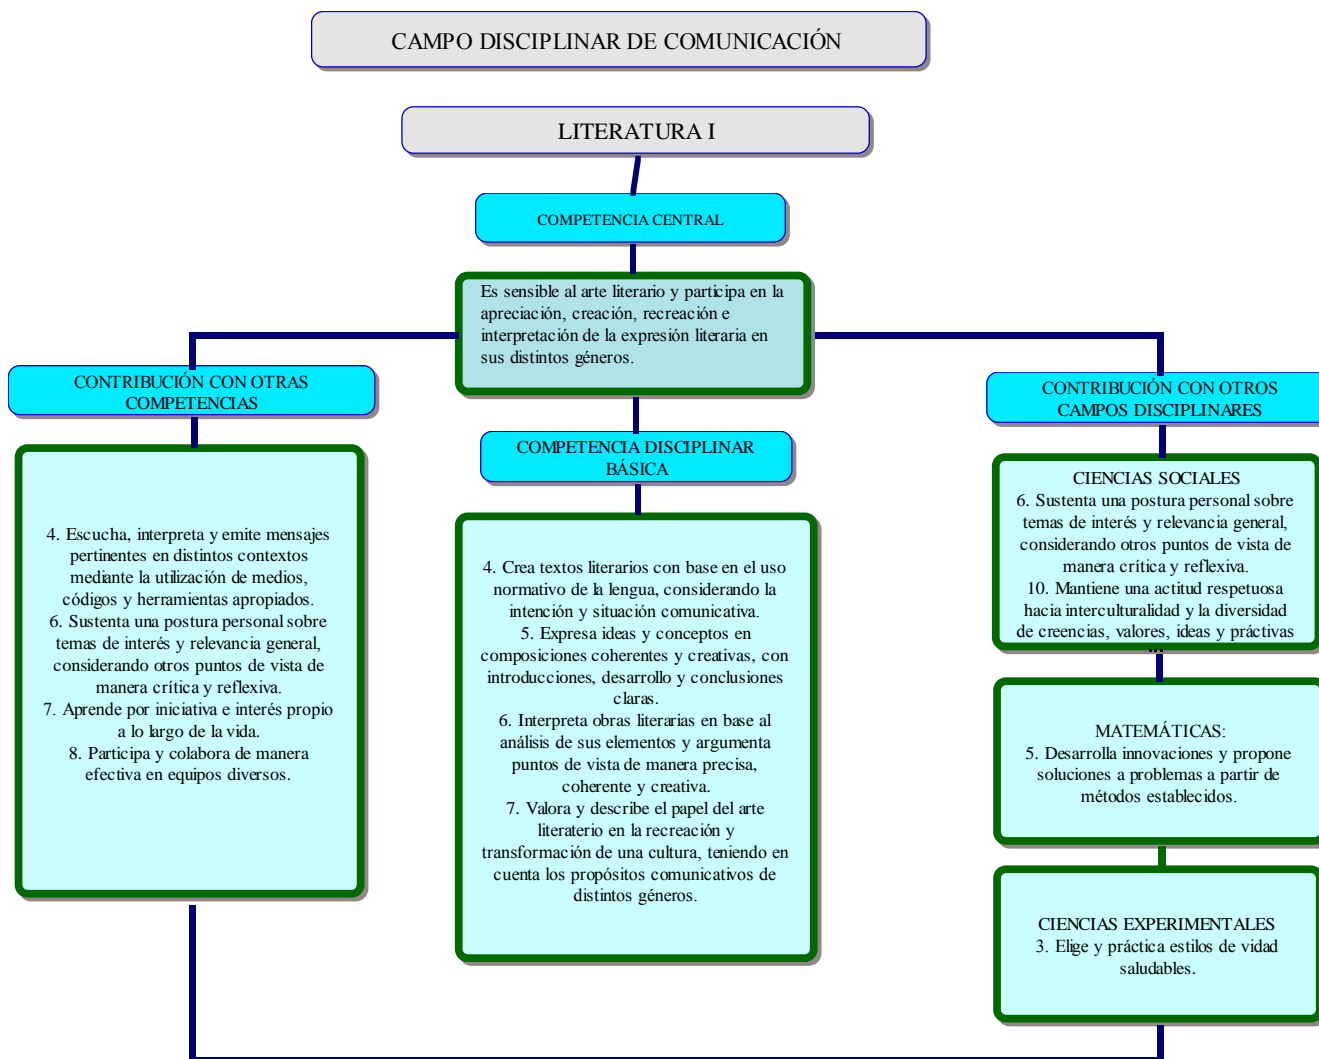 CAMPO DISCIPLINAR DE COMUNICACIÓN
LITERATURA I
COMPETENCIA CENTRAL
Es sensible al arte literario y participa en la
apreciación, creación, recreación e
interpretación de la expresión literaria en
sus distintos géneros.
CONTRIBUCIÓN CON OTRAS
COMPETENCIAS
4. Escucha, interpreta y emite mensajes
pertinentes en distintos contextos
mediante la utilización de medios,
códigos y herramientas apropiados.
6. Sustenta una postura personal sobre
temas de interés y relevancia general,
considerando otros puntos de vista de
manera crítica y reflexiva.
7. Aprende por iniciativa e interés propio
a lo largo de la vida.
8. Participa y colabora de manera
efectiva en equipos diversos.
COMPETENCIA DISCIPLINAR
BÁSICA
4. Crea textos literarios con base en el uso
normativo de la lengua, considerando la
intención y situación comunicativa.
5. Expresa ideas y conceptos en
composiciones coherentes y creativas, con
introducciones, desarrollo y conclusiones
claras.
6. Interpreta obras literarias en base al
análisis de sus elementos y argumenta
puntos de vista de manera precisa,
coherente y creativa.
7. Valora y describe el papel del arte
literaterio en la recreación y
transformación de una cultura, teniendo en
cuenta los propósitos comunicativos de
distintos géneros.
CONTRIBUCIÓN CON OTROS
CAMPOS DISCIPLINARES
CIENCIAS SOCIALES
6. Sustenta una postura personal sobre
temas de interés y relevancia general,
considerando otros puntos de vista de
manera crítica y reflexiva.
10. Mantiene una actitud respetuosa
hacia interculturalidad y la diversidad
de creencias, valores, ideas y práctivas
MATEMÁTICAS:
5. Desarrolla innovaciones y propone
soluciones a problemas a partir de
métodos establecidos.
CIENCIAS EXPERIMENTALES
3. Elige y práctica estilos de vidad
saludables.